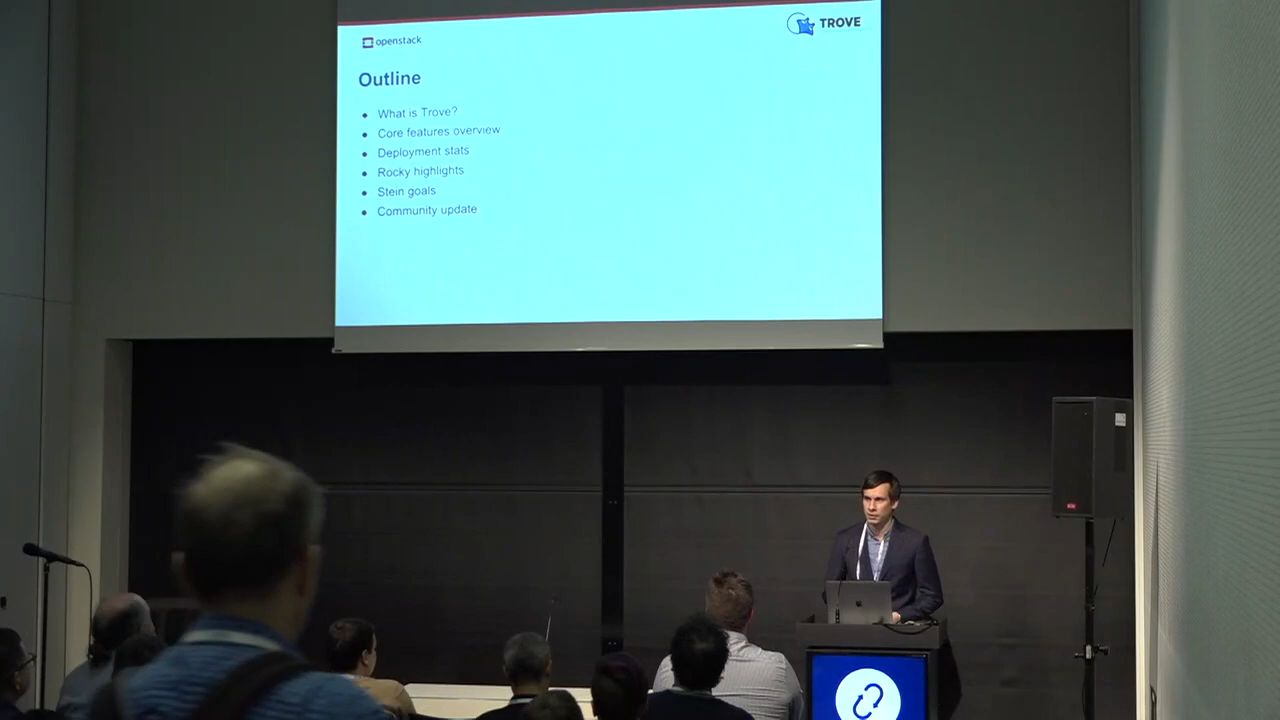 openstack
TROVE
Outline
• What is Trove?
• Core features overview
• Deployment stats
• Rocky highlights
• Stein goals
• Community update